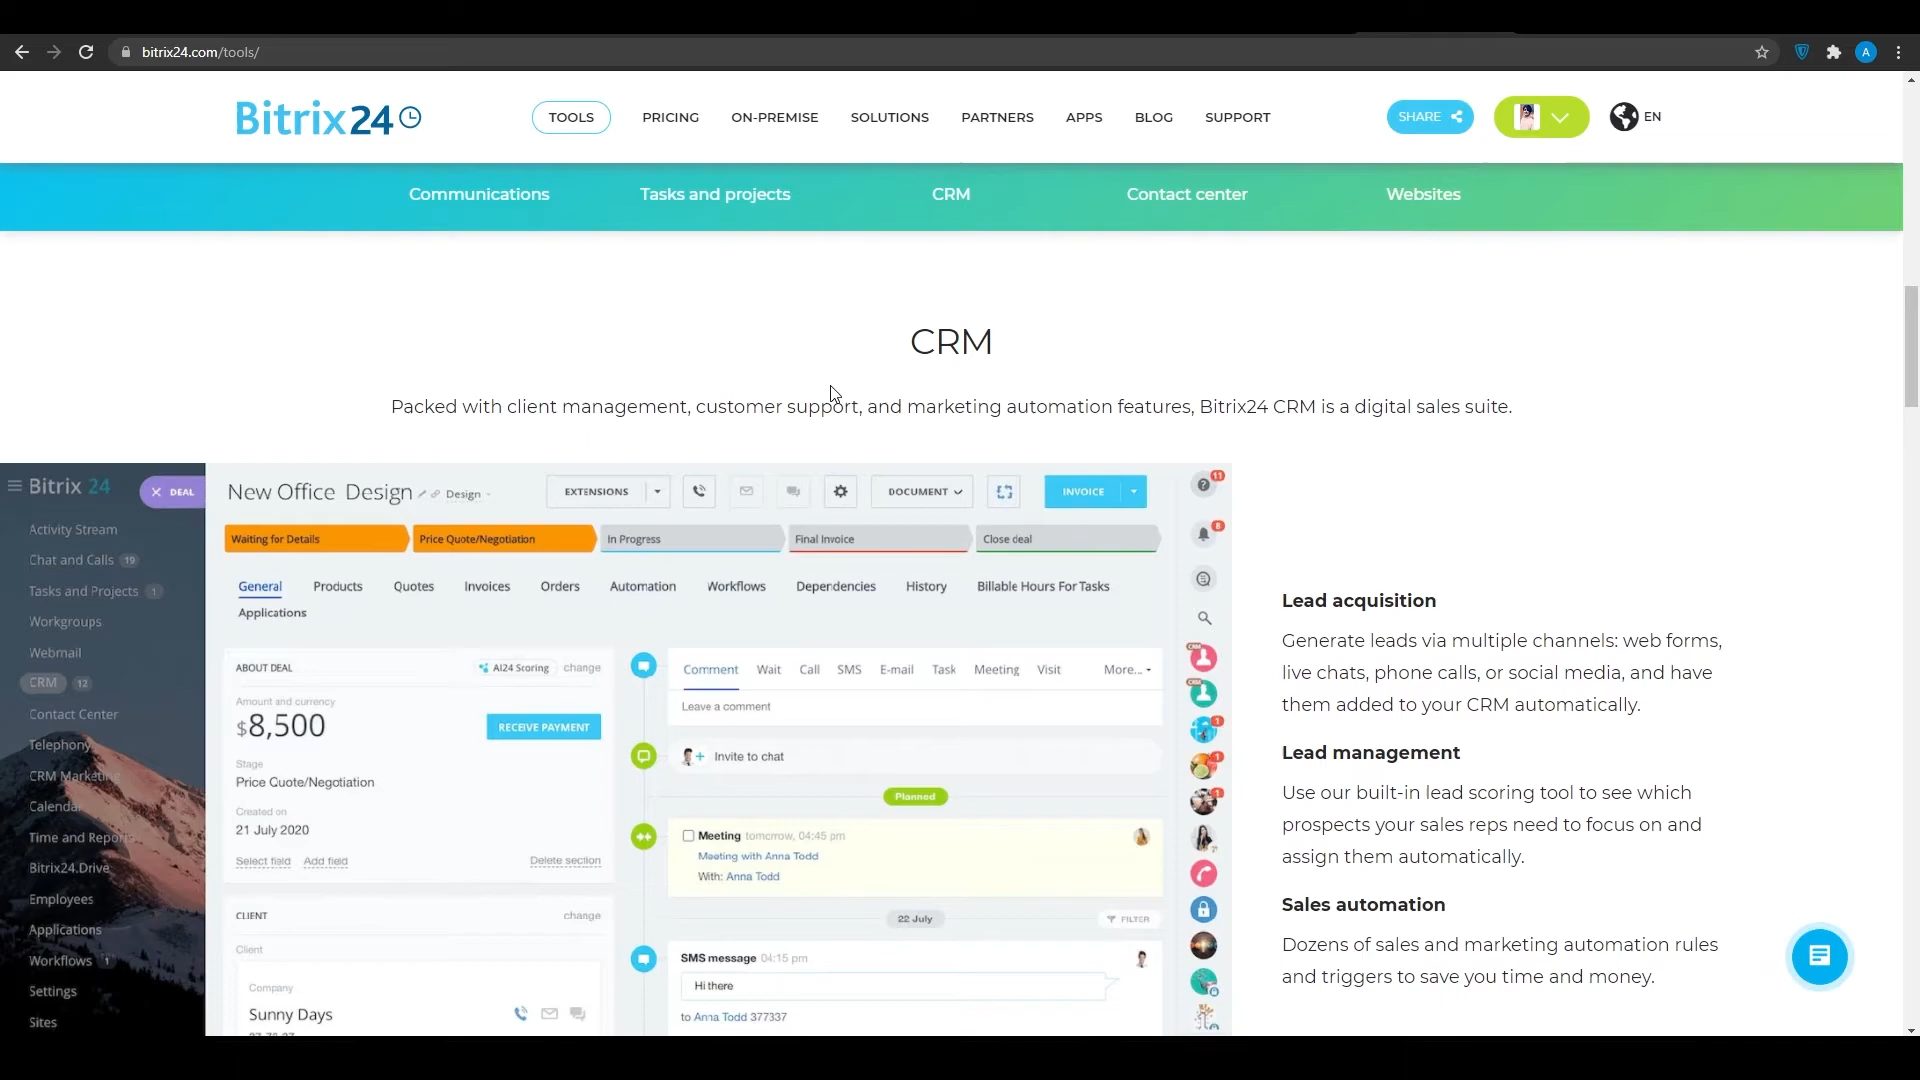 bitrix24.com/tools/
A
Bitrix24
TOOLS
PRICING
ON-PREMISE
SOLUTIONS
PARTNERS
APPS
BLOG
SUPPORT
SHARE
EN
Communications
Tasks and projects
CRM
Contact center
Websites
CRM
Packed with client management, customer support, and marketing automation features, Bitrix24 CRM is a digital sales suite.
Bitrix 24
DEAL
Activity Stream
Chat and Calls 19
Tasks and Projects 1
Workgroups
Webmail
CRM 12
Contact Center
Telephony
CRM Marketing
Calendar
Time and Reports
Bitrix24.Drive
Employees
Applications
Workflows 1
Settings
Sites
New Office Design
Design
EXTENSIONS
DOCUMENT
INVOICE
Waiting for Details
Price Quote/Negotiation
In Progress
Final Invoice
Close deal
General
Products
Quotes
Invoices
Orders
Automation
Workflows
Dependencies
History
Billable Hours For Tasks
Applications
ABOUT DEAL
AI24 Scoring
change
Amount and currency
$8,500
RECEIVE PAYMENT
Stage
Price Quote/Negotiation
Created on
21 July 2020
Select field
Add field
Delete section
CLIENT
change
Client
Company
Sunny Days
Comment
Wait
Call
SMS
E-mail
Task
Meeting
Visit
More...
Leave a comment
Invite to chat
Planned
Meeting tomorrow, 04:45 pm
Meeting with Anna Todd
With: Anna Todd
22 July
FILTER
SMS message 04:15 pm
Hi there
to Anna Todd 377337
11
8
CRM
CRM
1
1
1
Lead acquisition
Generate leads via multiple channels: web forms,
live chats, phone calls, or social media, and have
them added to your CRM automatically.
Lead management
Use our built-in lead scoring tool to see which
prospects your sales reps need to focus on and
assign them automatically.
Sales automation
Dozens of sales and marketing automation rules
and triggers to save you time and money.